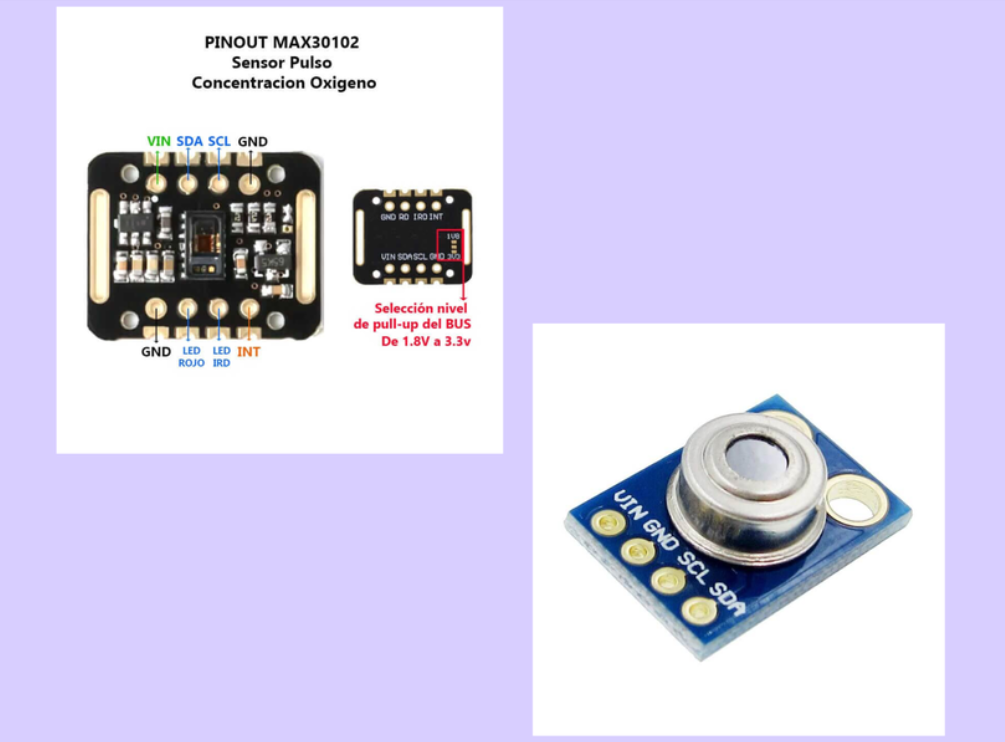 PINOUT MAX30102
Sensor Pulso
Concentracion Oxigeno
VIN SDA SCL GND
GND RD IRD INT
1V8
VIN SDA SCL GND 3V3
Selección nivel
de pull-up del BUS
De 1.8V a 3.3v
GND LED ROJO LED IRD INT
VIN GND SCL SDA